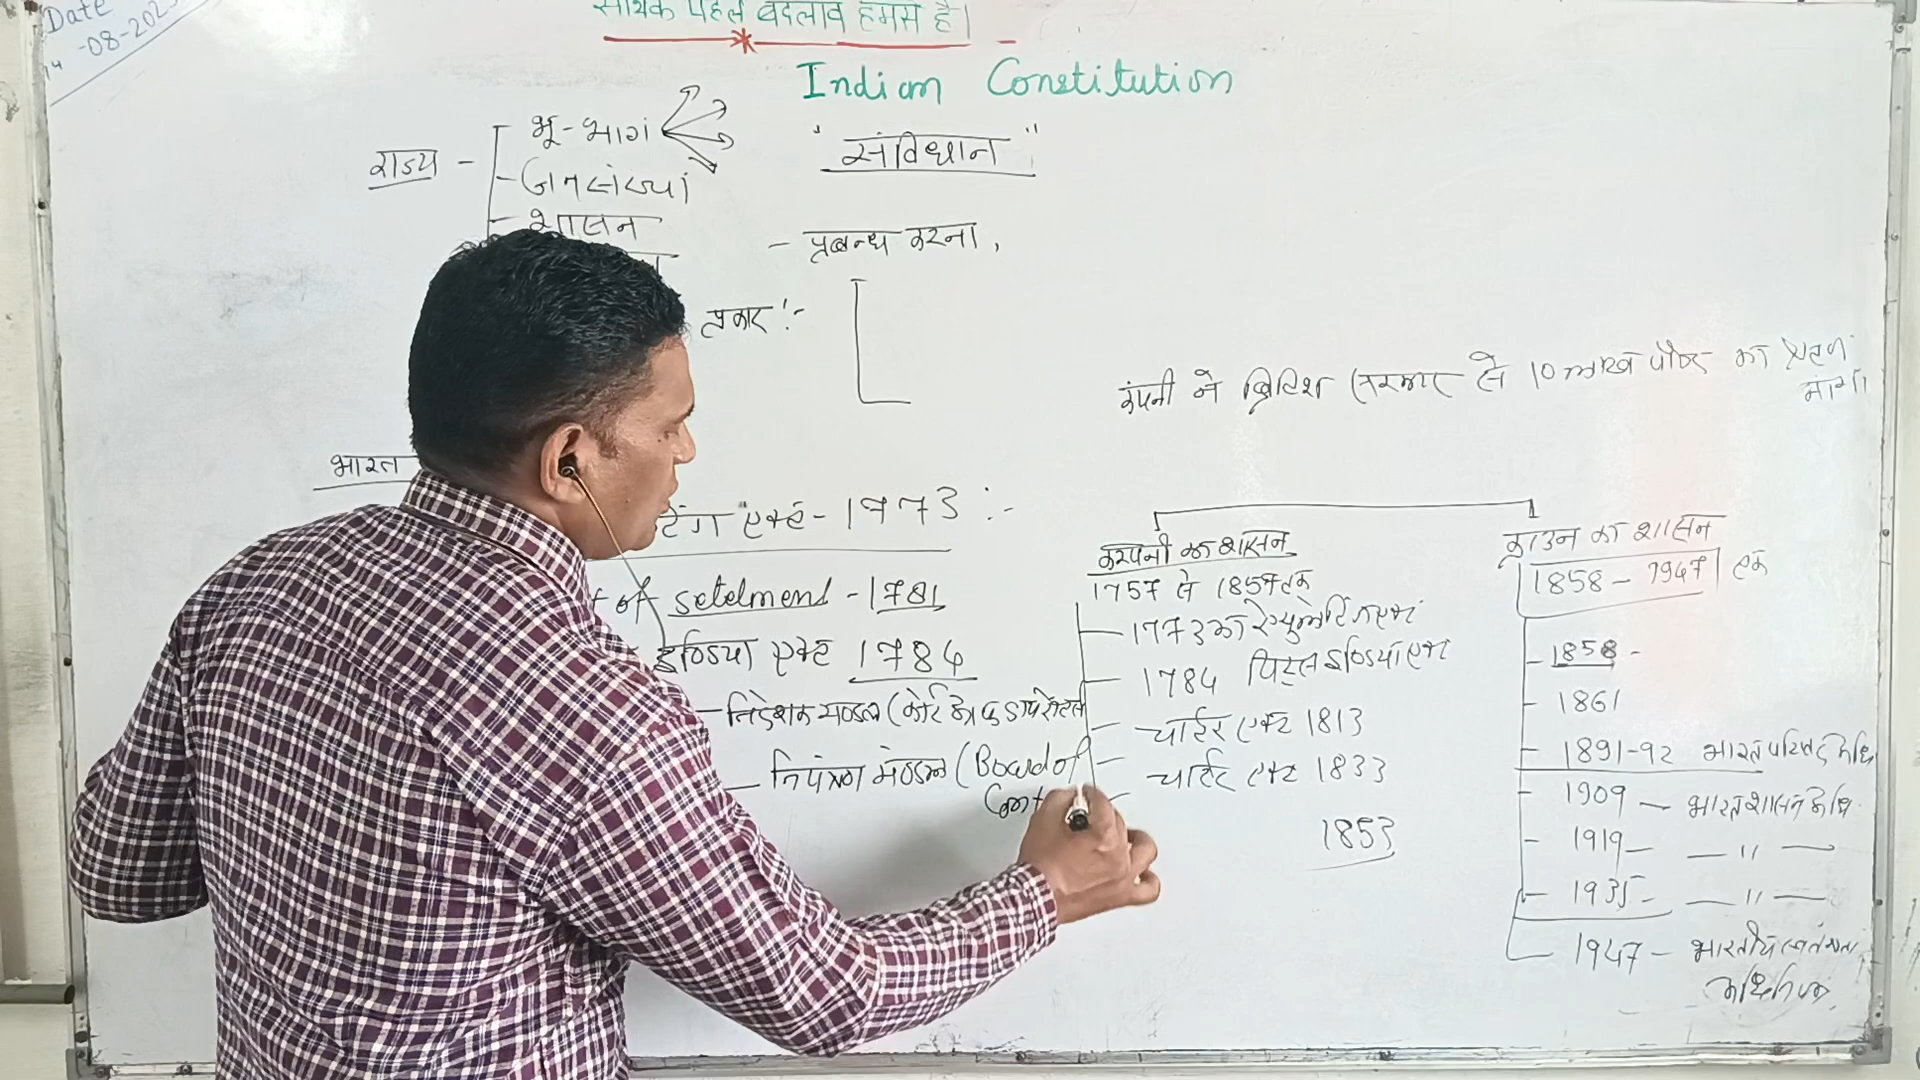 Date
-08-202
सार्थक पहल बदलाव हमसे है।
Indian Constitution
"संविधान"
राज्य - भू-भाग
- जनसंख्या
- शासन
- प्रबन्ध करना,
प्रकार :-
कंपनी ने ब्रिटिश सरकार से 10 लाख पौण्ड का ऋण
मांगा
भारत
टिंग एक्ट - 1773 :-
of setelment - 1781
इण्डिया एक्ट 1784
- निदेशक मण्डल (कोर्ट ऑफ डायरेक्टर्स
- नियंत्रण मण्डल (Board of
Cont
कम्पनी का शासन
1757 से 1857 तक
- 1773 का रेग्युलेटिंग एक्ट
- 1784 पिट्स इण्डिया एक्ट
- चार्टर एक्ट 1813
- चार्टर एक्ट 1833
1853
क्राउन का शासन
1858 - 1947 तक
- 1858 -
- 1861
- 1891-92 भारत परिषद् अधि
- 1909 - भारत शासन अधि.
- 1919 - — " —
- 1935 - — " —
- 1947 - भारतीय स्वतंत्रता
अधिनियम